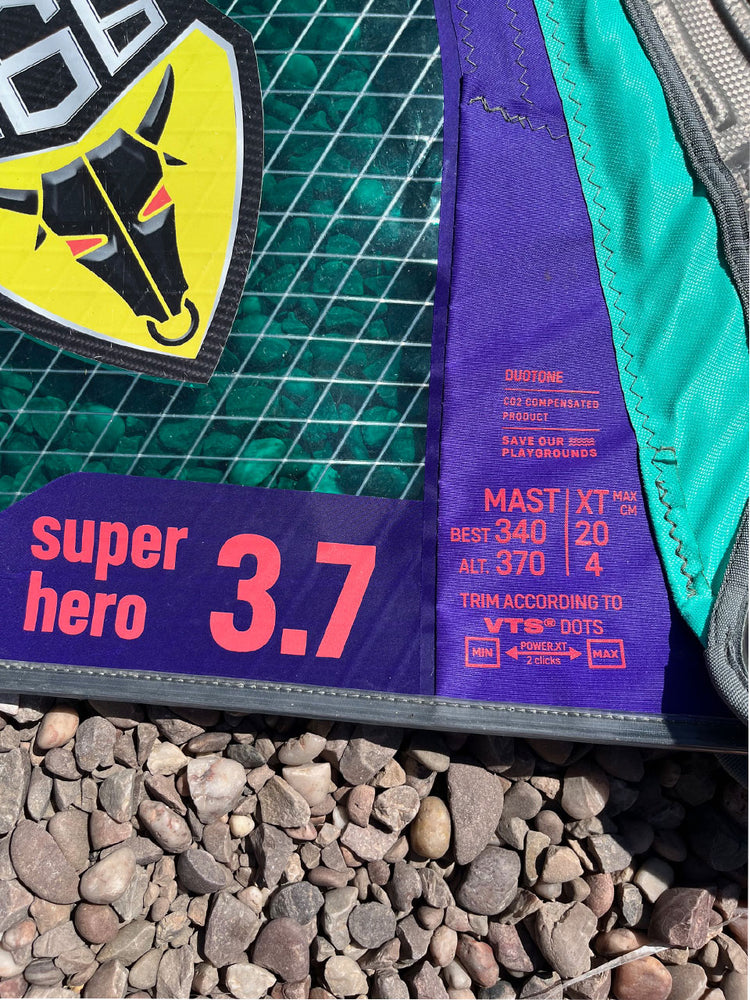 DUOTONE
CO2 COMPENSATED
PRODUCT
SAVE OUR
PLAYGROUNDS
MAST XT MAX CM
BEST 340 20
ALT. 370 4
TRIM ACCORDING TO
VTS® DOTS
MIN POWER.XT MAX
2 clicks
super
hero
3.7